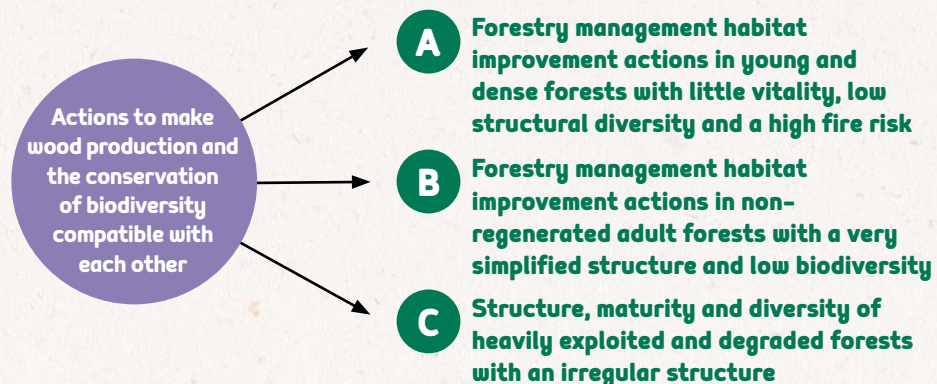 Actions to make
wood production and
the conservation
of biodiversity
compatible with
each other
A
Forestry management habitat
improvement actions in young and
dense forests with little vitality, low
structural diversity and a high fire risk
B
Forestry management habitat
improvement actions in non-
regenerated adult forests with a very
simplified structure and low biodiversity
C
Structure, maturity and diversity of
heavily exploited and degraded forests
with an irregular structure